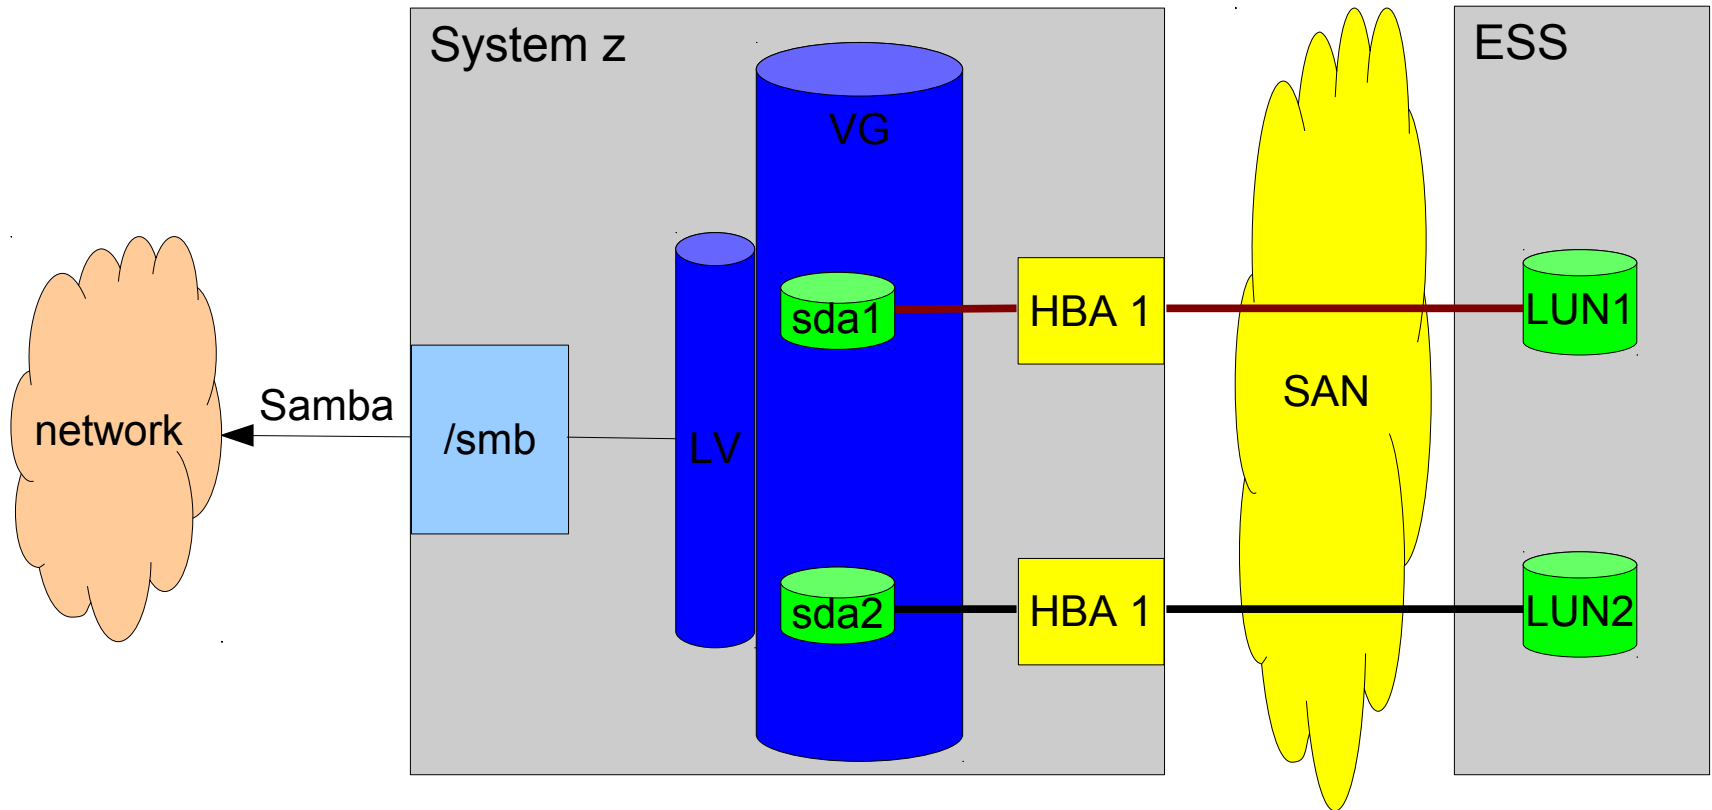 System z
ESS
VG
sda1
HBA 1
LUN1
SAN
Samba
network
/smb
LV
sda2
HBA 1
LUN2